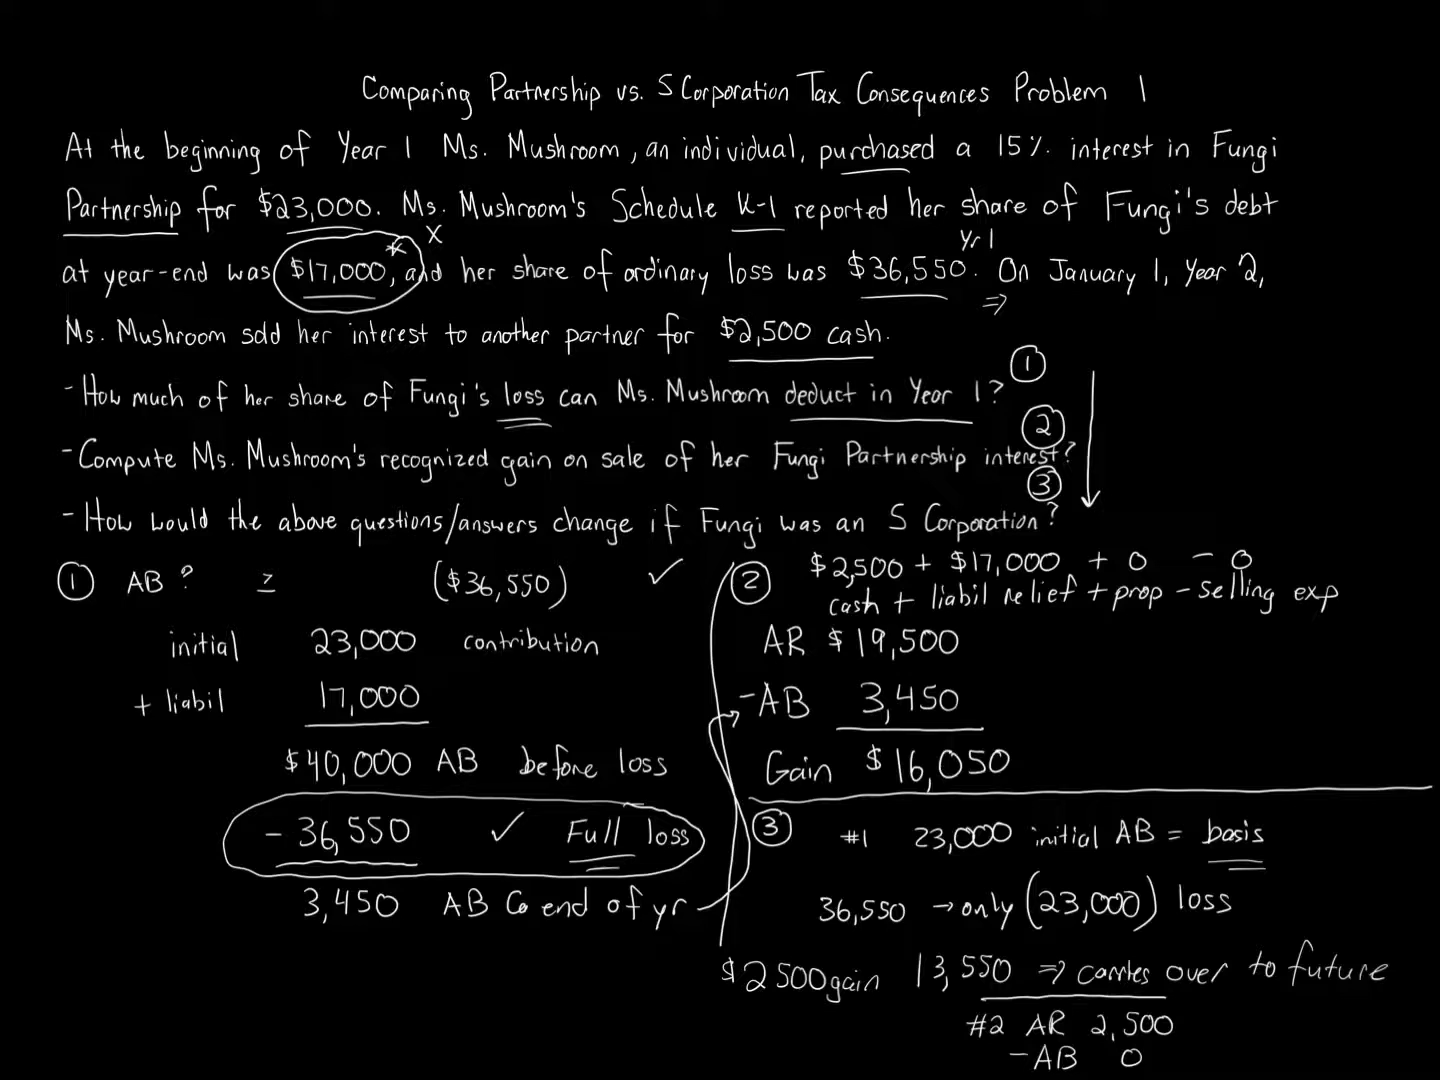 Comparing Partnership vs. S Corporation Tax Consequences Problem 1
At the beginning of Year 1 Ms. Mushroom, an individual, purchased a 15% interest in Fungi
Partnership for $23,000. Ms. Mushroom's Schedule K-1 reported her share of Fungi's debt
X
Yr 1
at year-end was $17,000*, and her share of ordinary loss was $36,550. On January 1, Year 2,
⇒
Ms. Mushroom sold her interest to another partner for $2,500 cash.
- How much of her share of Fungi's loss can Ms. Mushroom deduct in Year 1? ①
- Compute Ms. Mushroom's recognized gain on sale of her Fungi Partnership interest? ②
- How would the above questions/answers change if Fungi was an S Corporation? ③
① AB ? ≥ ($36,550) ✓
initial 23,000 contribution
+ liabil 17,000
$40,000 AB before loss
- 36,550 ✓ Full loss
3,450 AB @ end of yr
② $2,500 + $17,000 + 0 - 0
cash + liabil relief + prop - selling exp
AR $19,500
- AB 3,450
Gain $16,050
③ #1 23,000 initial AB = basis
36,550 → only (23,000) loss
13,550 ⇒ carries over to future
$2500 gain
#2 AR 2,500
- AB 0